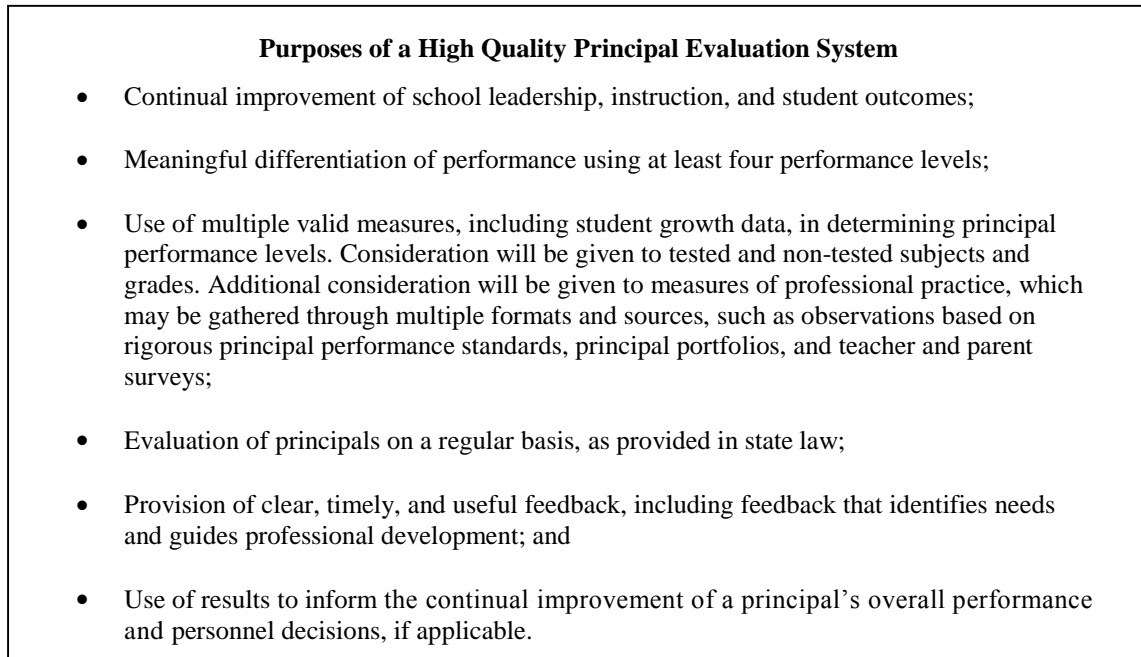 Purposes of a High Quality Principal Evaluation System
• Continual improvement of school leadership, instruction, and student outcomes;
• Meaningful differentiation of performance using at least four performance levels;
• Use of multiple valid measures, including student growth data, in determining principal
performance levels. Consideration will be given to tested and non-tested subjects and
grades. Additional consideration will be given to measures of professional practice, which
may be gathered through multiple formats and sources, such as observations based on
rigorous principal performance standards, principal portfolios, and teacher and parent
surveys;
• Evaluation of principals on a regular basis, as provided in state law;
• Provision of clear, timely, and useful feedback, including feedback that identifies needs
and guides professional development; and
• Use of results to inform the continual improvement of a principal’s overall performance
and personnel decisions, if applicable.